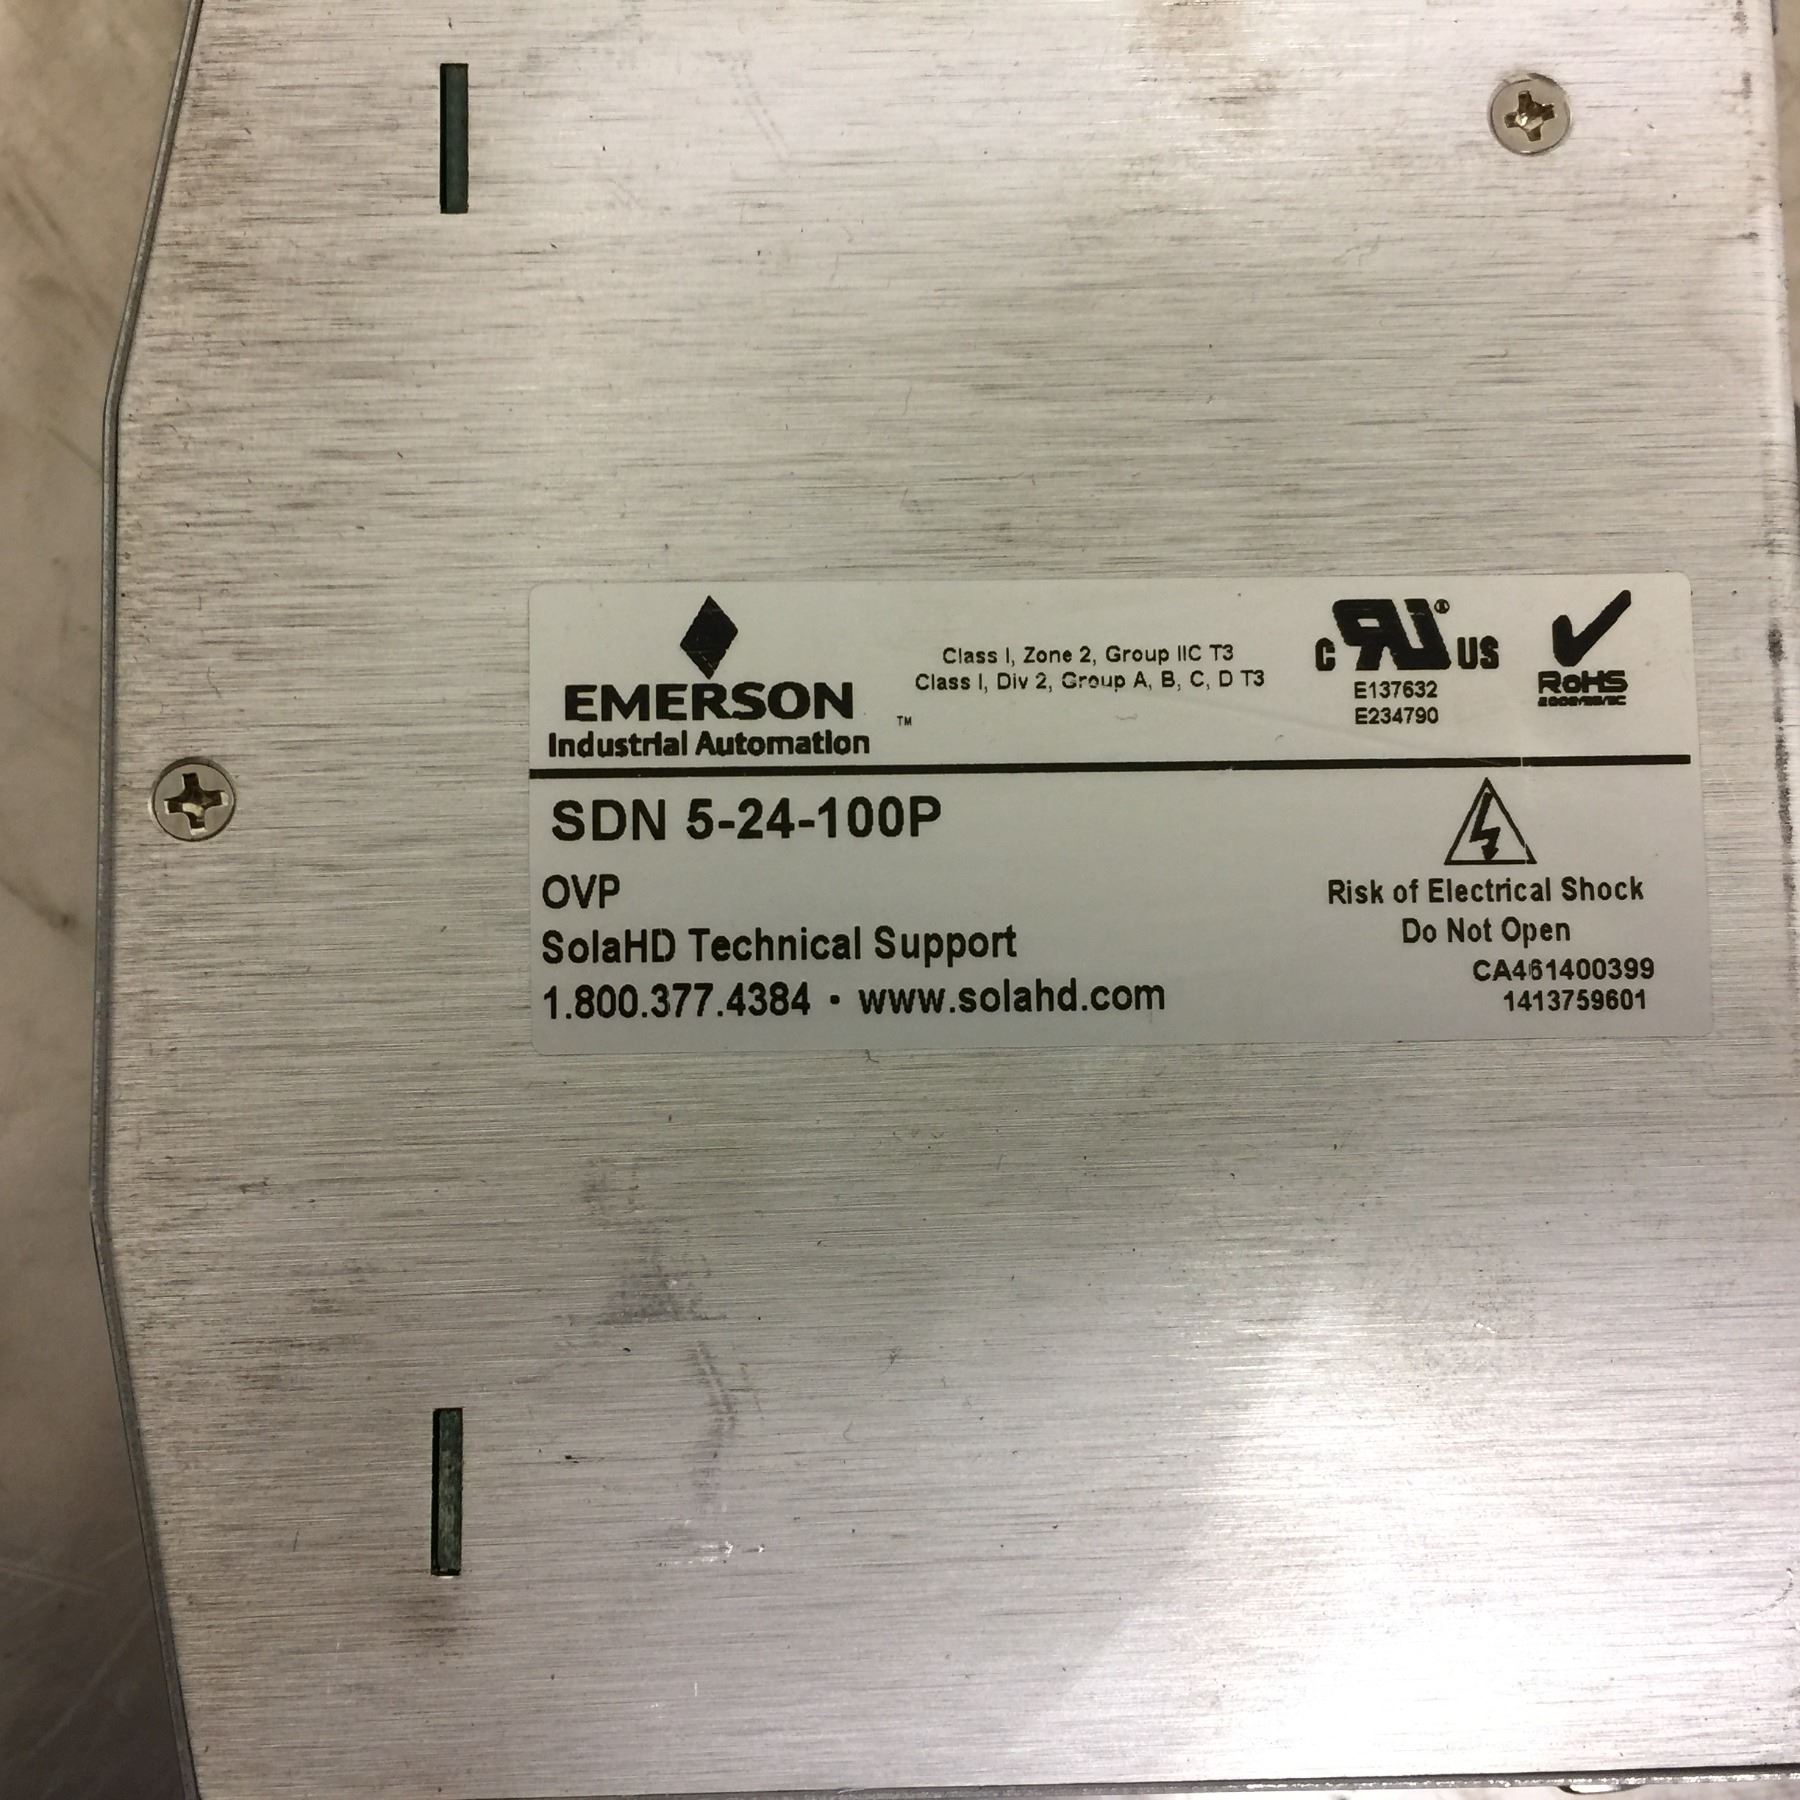 EMERSON
Industrial Automation ™
Class I, Zone 2, Group IIC T3
Class I, Div 2, Group A, B, C, D T3
C RU ® US
E137632
E234790
RoHS
SDN 5-24-100P
OVP
SolaHD Technical Support
1.800.377.4384 • www.solahd.com
Risk of Electrical Shock
Do Not Open
CA461400399
1413759601